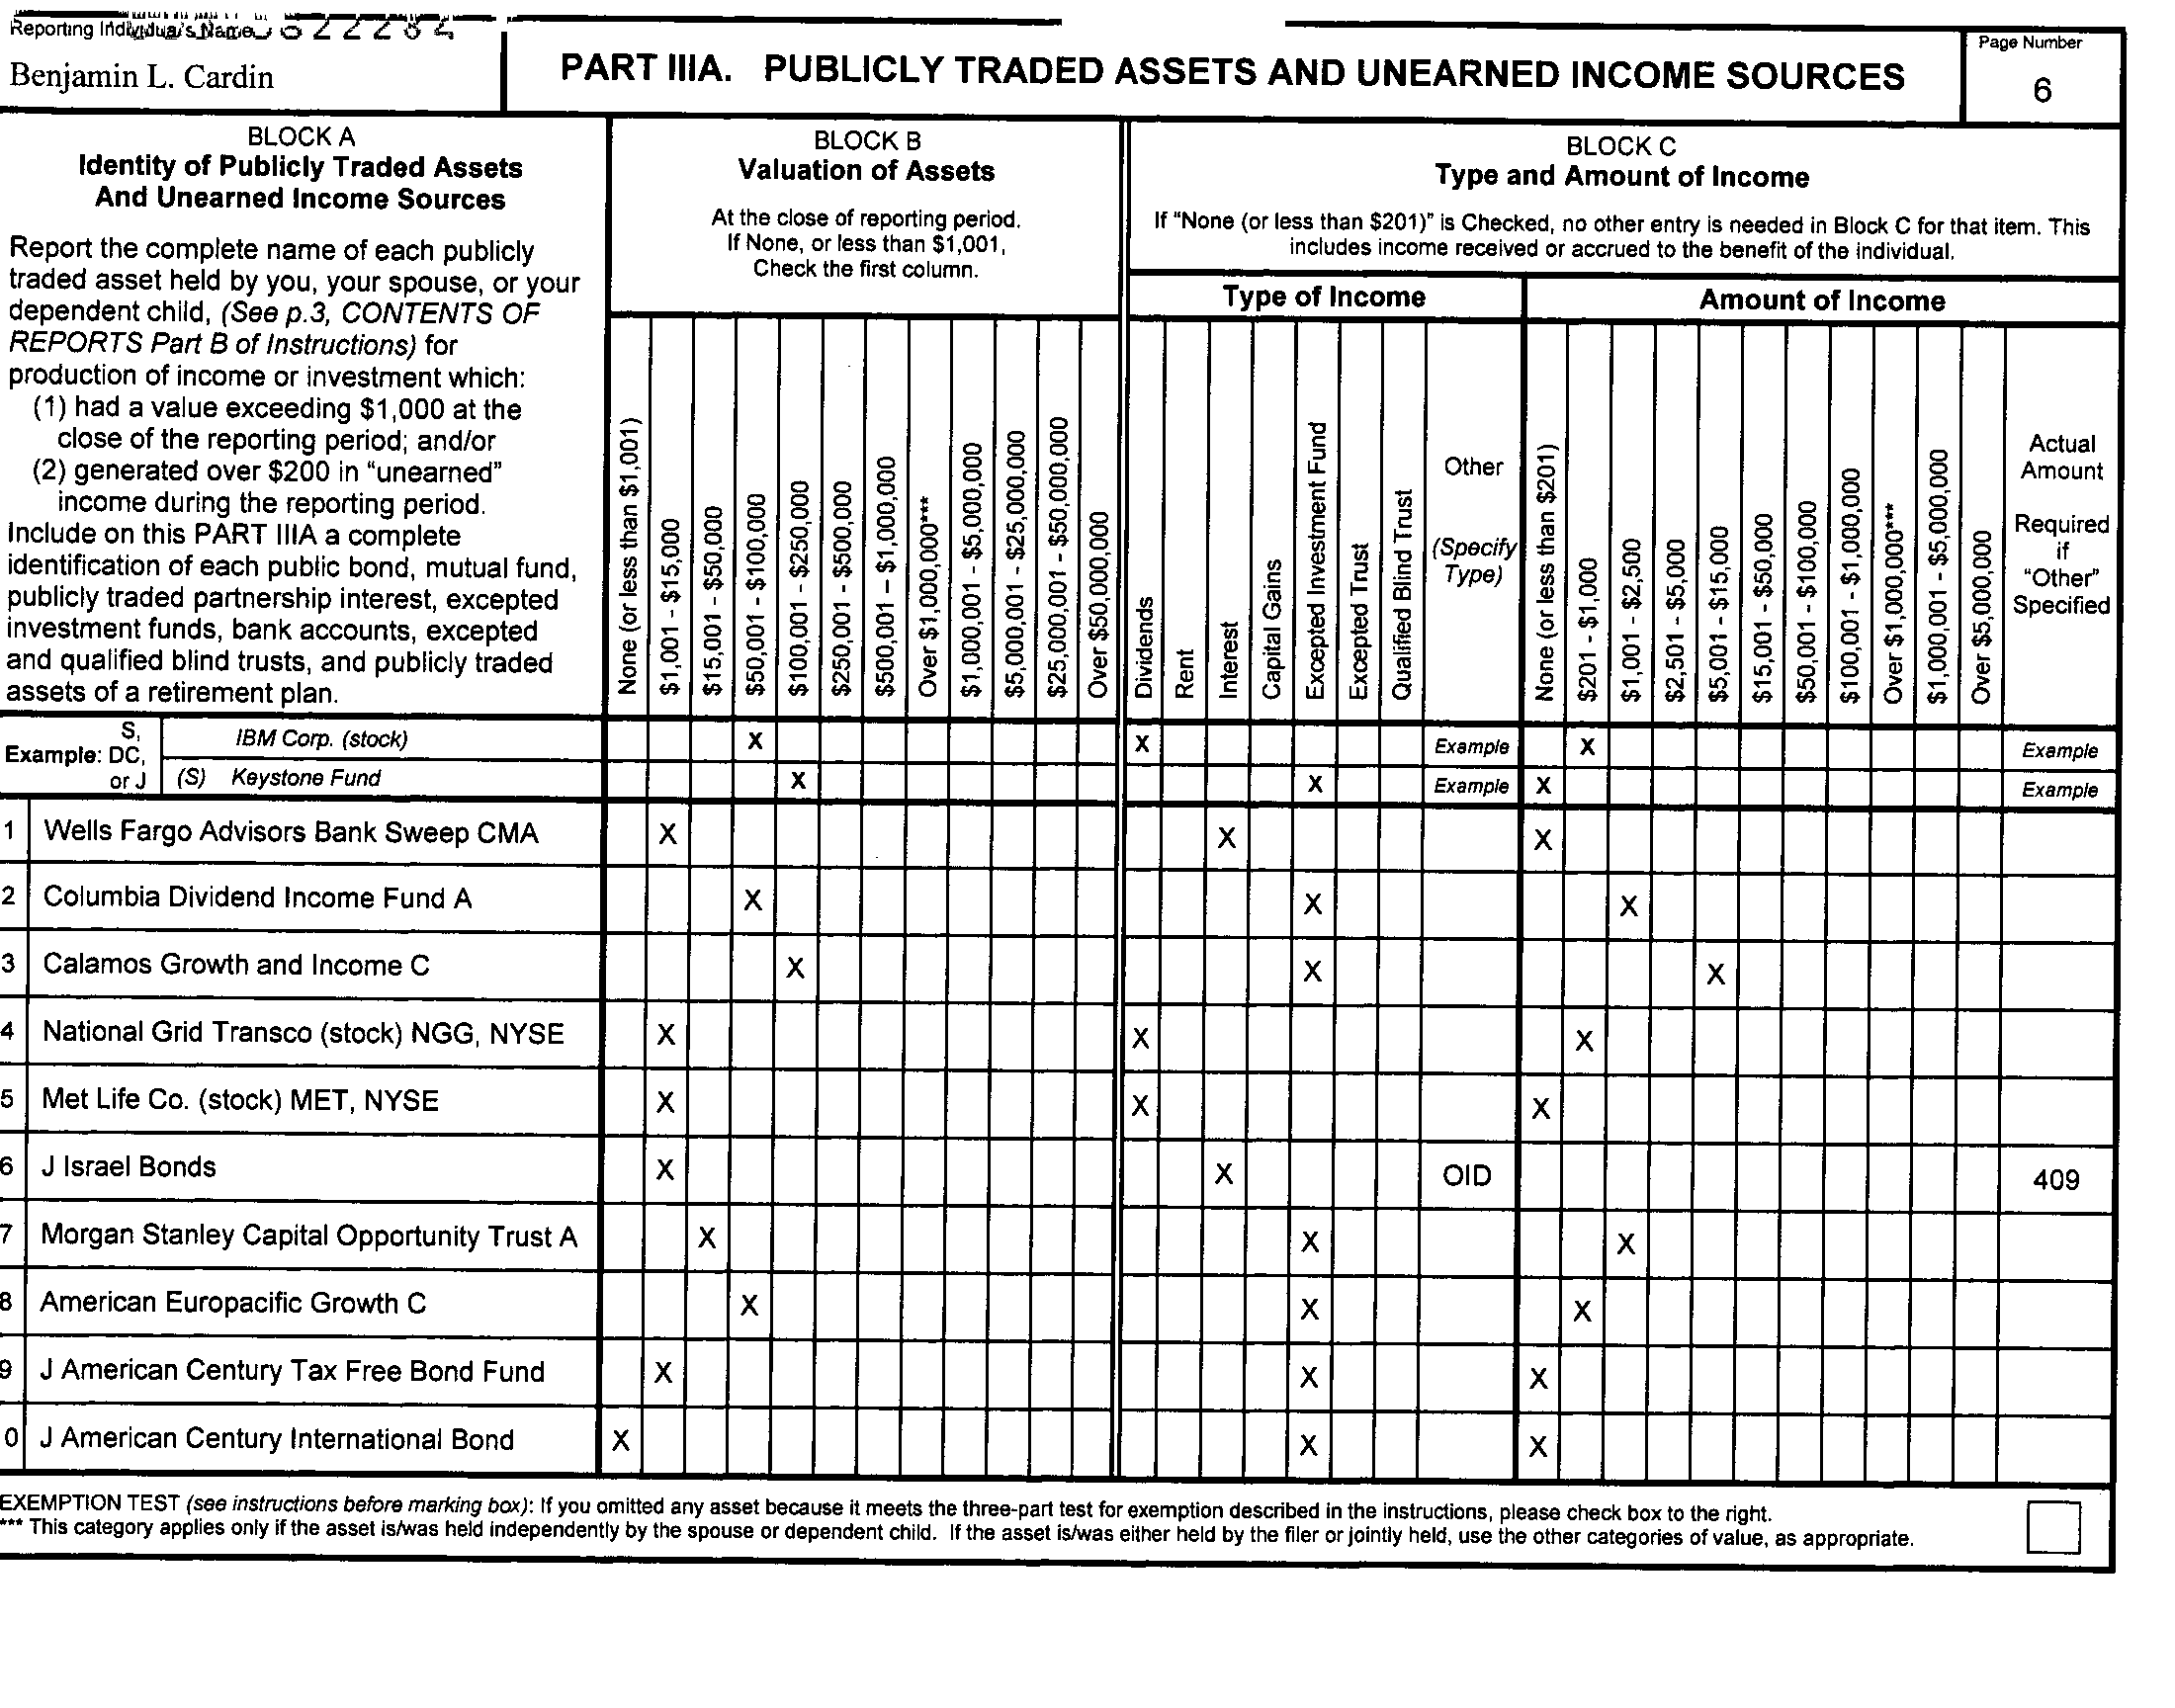 Reporting Individual's Name
Benjamin L. Cardin
PART IIIA. PUBLICLY TRADED ASSETS AND UNEARNED INCOME SOURCES
Page Number
6
BLOCK A
Identity of Publicly Traded Assets
And Unearned Income Sources
Report the complete name of each publicly
traded asset held by you, your spouse, or your
dependent child, (See p.3, CONTENTS OF
REPORTS Part B of Instructions) for
production of income or investment which:
(1) had a value exceeding $1,000 at the
close of the reporting period; and/or
(2) generated over $200 in “unearned”
income during the reporting period.
Include on this PART IIIA a complete
identification of each public bond, mutual fund,
publicly traded partnership interest, excepted
investment funds, bank accounts, excepted
and qualified blind trusts, and publicly traded
assets of a retirement plan.
BLOCK B
Valuation of Assets
At the close of reporting period.
If None, or less than $1,001,
Check the first column.
None (or less than $1,001)
$1,001 - $15,000
$15,001 - $50,000
$50,001 - $100,000
$100,001 - $250,000
$250,001 - $500,000
$500,001 - $1,000,000
Over $1,000,000***
$1,000,001 - $5,000,000
$5,000,001 - $25,000,000
$25,000,001 - $50,000,000
Over $50,000,000
BLOCK C
Type and Amount of Income
If “None (or less than $201)” is Checked, no other entry is needed in Block C for that item. This
includes income received or accrued to the benefit of the individual.
Type of Income
Dividends
Rent
Interest
Capital Gains
Excepted Investment Fund
Excepted Trust
Qualified Blind Trust
Other
(Specify
Type)
Amount of Income
None (or less than $201)
$201 - $1,000
$1,001 - $2,500
$2,501 - $5,000
$5,001 - $15,000
$15,001 - $50,000
$50,001 - $100,000
$100,001 - $1,000,000
Over $1,000,000***
$1,000,001 - $5,000,000
Over $5,000,000
Actual
Amount
Required
if
“Other”
Specified
Example: S, DC, or J
IBM Corp. (stock) X X Example X Example
(S) Keystone Fund X X Example X Example
1 Wells Fargo Advisors Bank Sweep CMA X X X
2 Columbia Dividend Income Fund A X X X
3 Calamos Growth and Income C X X X
4 National Grid Transco (stock) NGG, NYSE X X X
5 Met Life Co. (stock) MET, NYSE X X X
6 J Israel Bonds X X OID 409
7 Morgan Stanley Capital Opportunity Trust A X X X
8 American Europacific Growth C X X X
9 J American Century Tax Free Bond Fund X X X
0 J American Century International Bond X X X
EXEMPTION TEST (see instructions before marking box): If you omitted any asset because it meets the three-part test for exemption described in the instructions, please check box to the right.
*** This category applies only if the asset is/was held independently by the spouse or dependent child. If the asset is/was either held by the filer or jointly held, use the other categories of value, as appropriate.